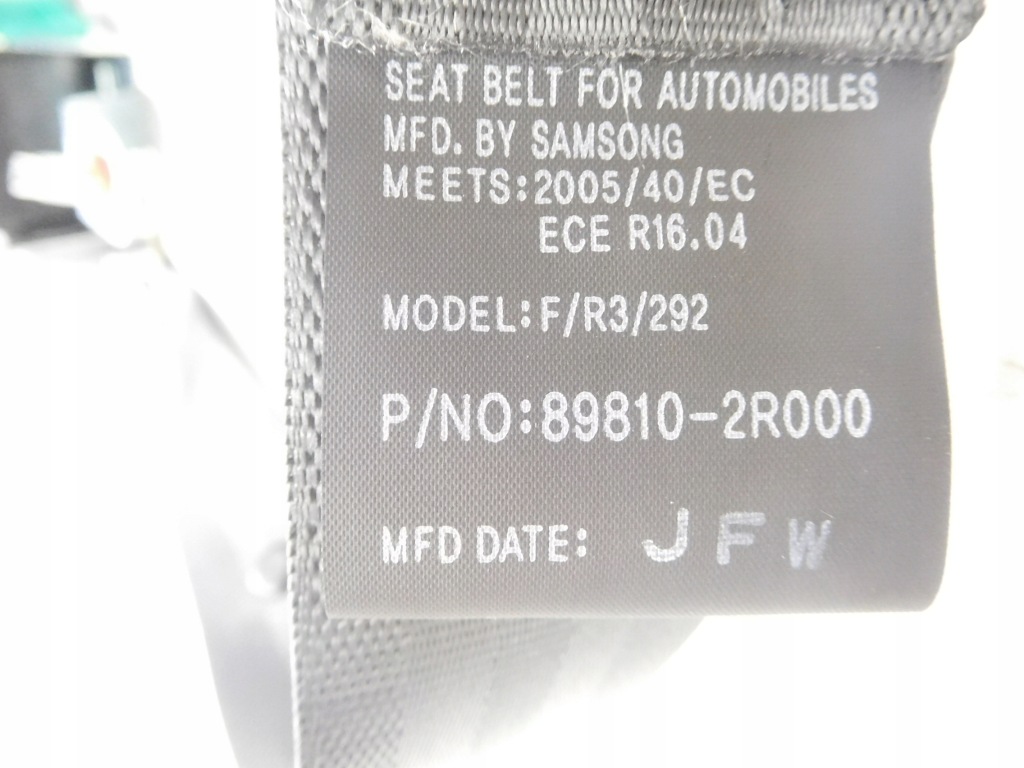 SEAT BELT FOR AUTOMOBILES
MFD. BY SAMSONG
MEETS:2005/40/EC
ECE R16.04
MODEL:F/R3/292
P/NO:89810-2R000
MFD DATE: JFW